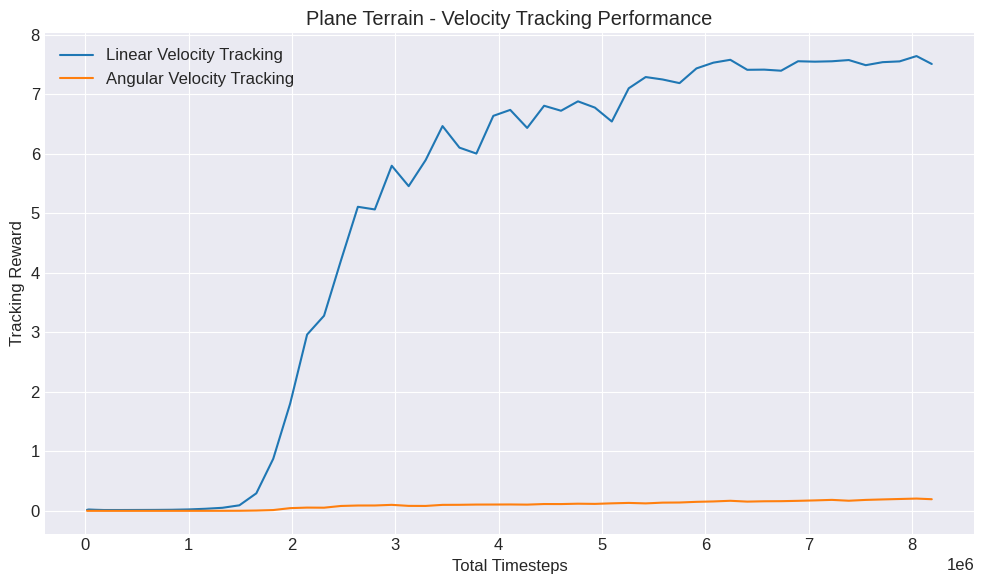 Plane Terrain - Velocity Tracking Performance
Linear Velocity Tracking
Angular Velocity Tracking
Tracking Reward
8
7
6
5
4
3
2
1
0
0 1 2 3 4 5 6 7 8
1e6
Total Timesteps